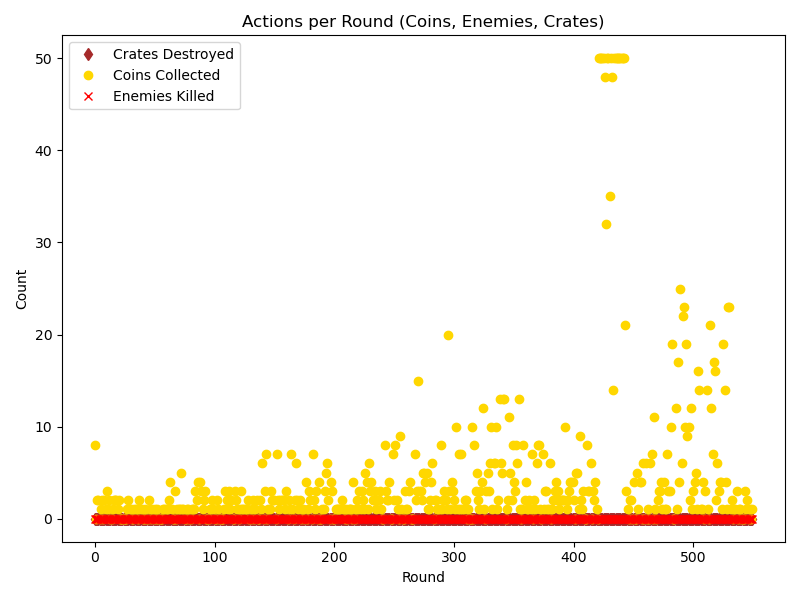 Actions per Round (Coins, Enemies, Crates)
Crates Destroyed
Coins Collected
Enemies Killed
50
40
30
20
10
0
Count
0 100 200 300 400 500
Round